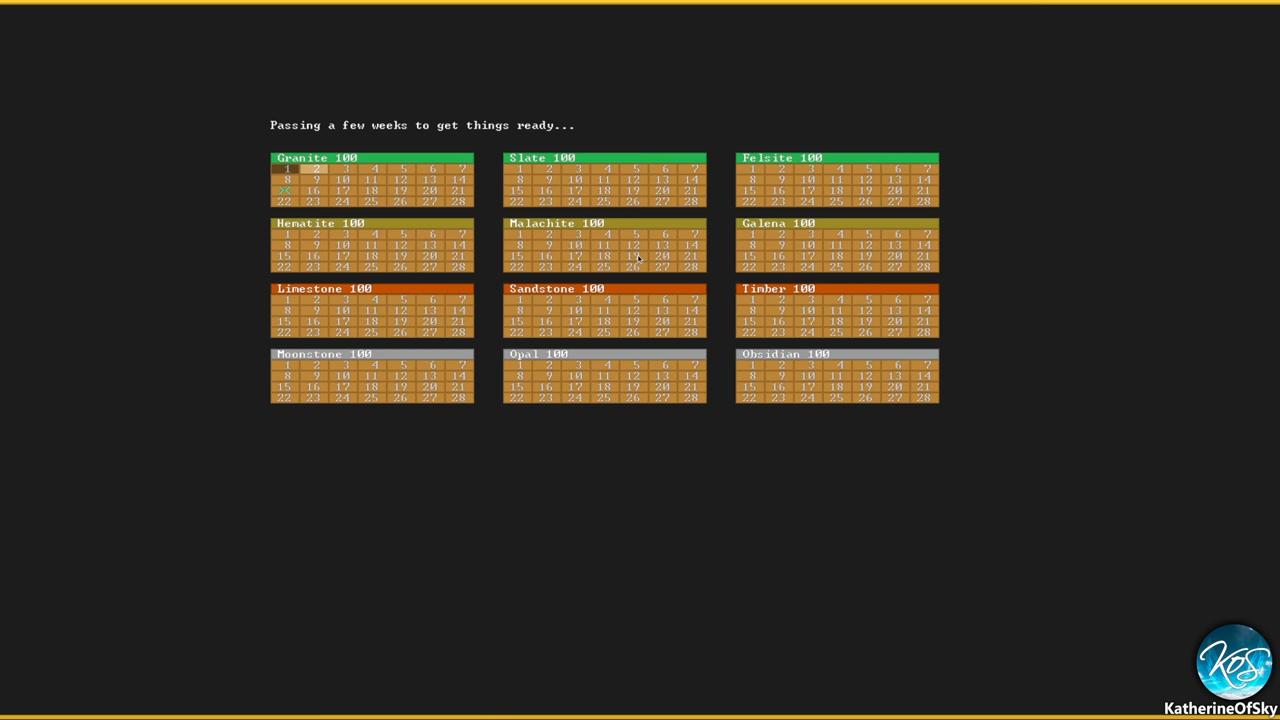 Passing a few weeks to get things ready...
Granite 100
1 2 3 4 5 6 7
8 9 10 11 12 13 14
16 17 18 19 20 21
22 23 24 25 26 27 28
Slate 100
1 2 3 4 5 6 7
8 9 10 11 12 13 14
15 16 17 18 19 20 21
22 23 24 25 26 27 28
Felsite 100
1 2 3 4 5 6 7
8 9 10 11 12 13 14
15 16 17 18 19 20 21
22 23 24 25 26 27 28
Hematite 100
1 2 3 4 5 6 7
8 9 10 11 12 13 14
15 16 17 18 19 20 21
22 23 24 25 26 27 28
Malachite 100
1 2 3 4 5 6 7
8 9 10 11 12 13 14
15 16 17 18 19 20 21
22 23 24 25 26 27 28
Galena 100
1 2 3 4 5 6 7
8 9 10 11 12 13 14
15 16 17 18 19 20 21
22 23 24 25 26 27 28
Limestone 100
1 2 3 4 5 6 7
8 9 10 11 12 13 14
15 16 17 18 19 20 21
22 23 24 25 26 27 28
Sandstone 100
1 2 3 4 5 6 7
8 9 10 11 12 13 14
15 16 17 18 19 20 21
22 23 24 25 26 27 28
Timber 100
1 2 3 4 5 6 7
8 9 10 11 12 13 14
15 16 17 18 19 20 21
22 23 24 25 26 27 28
Moonstone 100
1 2 3 4 5 6 7
8 9 10 11 12 13 14
15 16 17 18 19 20 21
22 23 24 25 26 27 28
Opal 100
1 2 3 4 5 6 7
8 9 10 11 12 13 14
15 16 17 18 19 20 21
22 23 24 25 26 27 28
Obsidian 100
1 2 3 4 5 6 7
8 9 10 11 12 13 14
15 16 17 18 19 20 21
22 23 24 25 26 27 28
KoS
KatherineOfSky